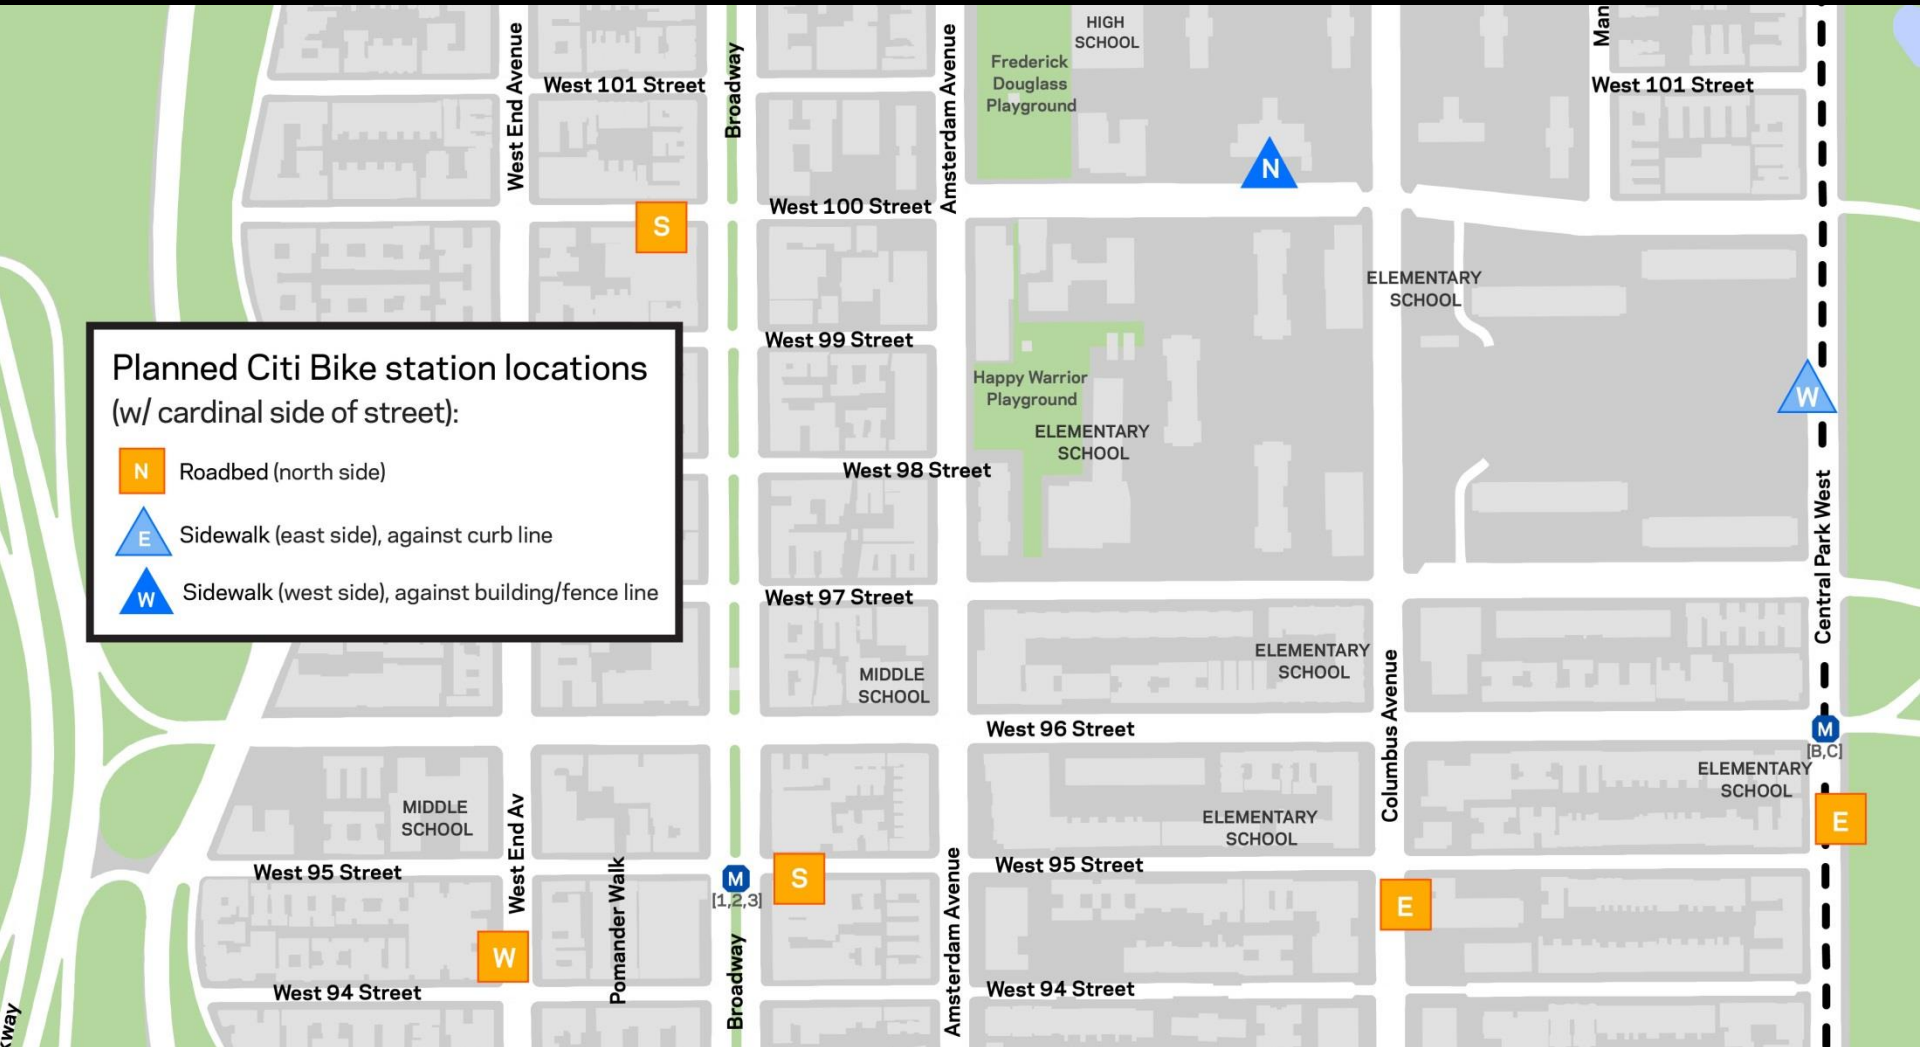 HIGH
SCHOOL
Man
Frederick
Douglass
Playground
West End Avenue
West 101 Street
Broadway
Amsterdam Avenue
West 101 Street
N
West 100 Street
S
ELEMENTARY
SCHOOL
West 99 Street
Happy Warrior
Playground
W
ELEMENTARY
SCHOOL
West 98 Street
Planned Citi Bike station locations
(w/ cardinal side of street):
N Roadbed (north side)
E Sidewalk (east side), against curb line
W Sidewalk (west side), against building/fence line
Central Park West
West 97 Street
ELEMENTARY
SCHOOL
MIDDLE
SCHOOL
Columbus Avenue
West 96 Street
M
[B,C]
ELEMENTARY
SCHOOL
MIDDLE
SCHOOL
ELEMENTARY
SCHOOL
E
West End Av
Pomander Walk
West 95 Street
M
[1,2,3]
S
Amsterdam Avenue
West 95 Street
E
W
Broadway
West 94 Street
West 94 Street
kway